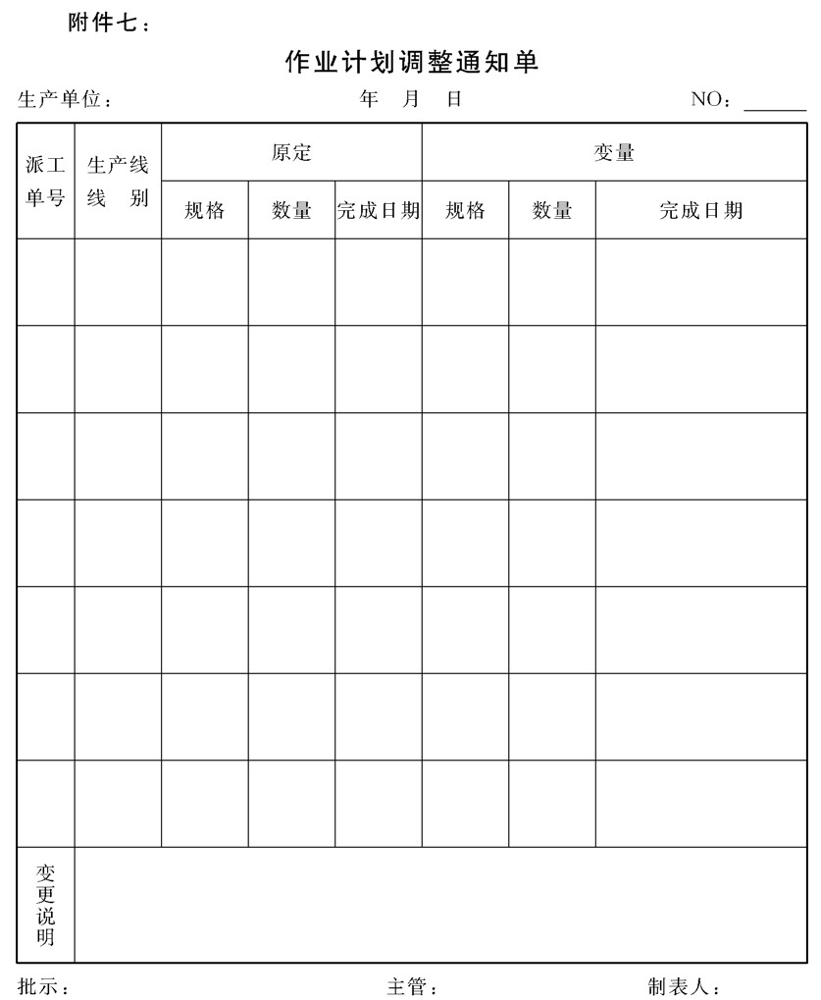 附件七：
作业计划调整通知单
生产单位： 年 月 日 NO：
派工单号 生产线线 别 原定 变量
规格 数量 完成日期 规格 数量 完成日期
变更说明
批示： 主管： 制表人：